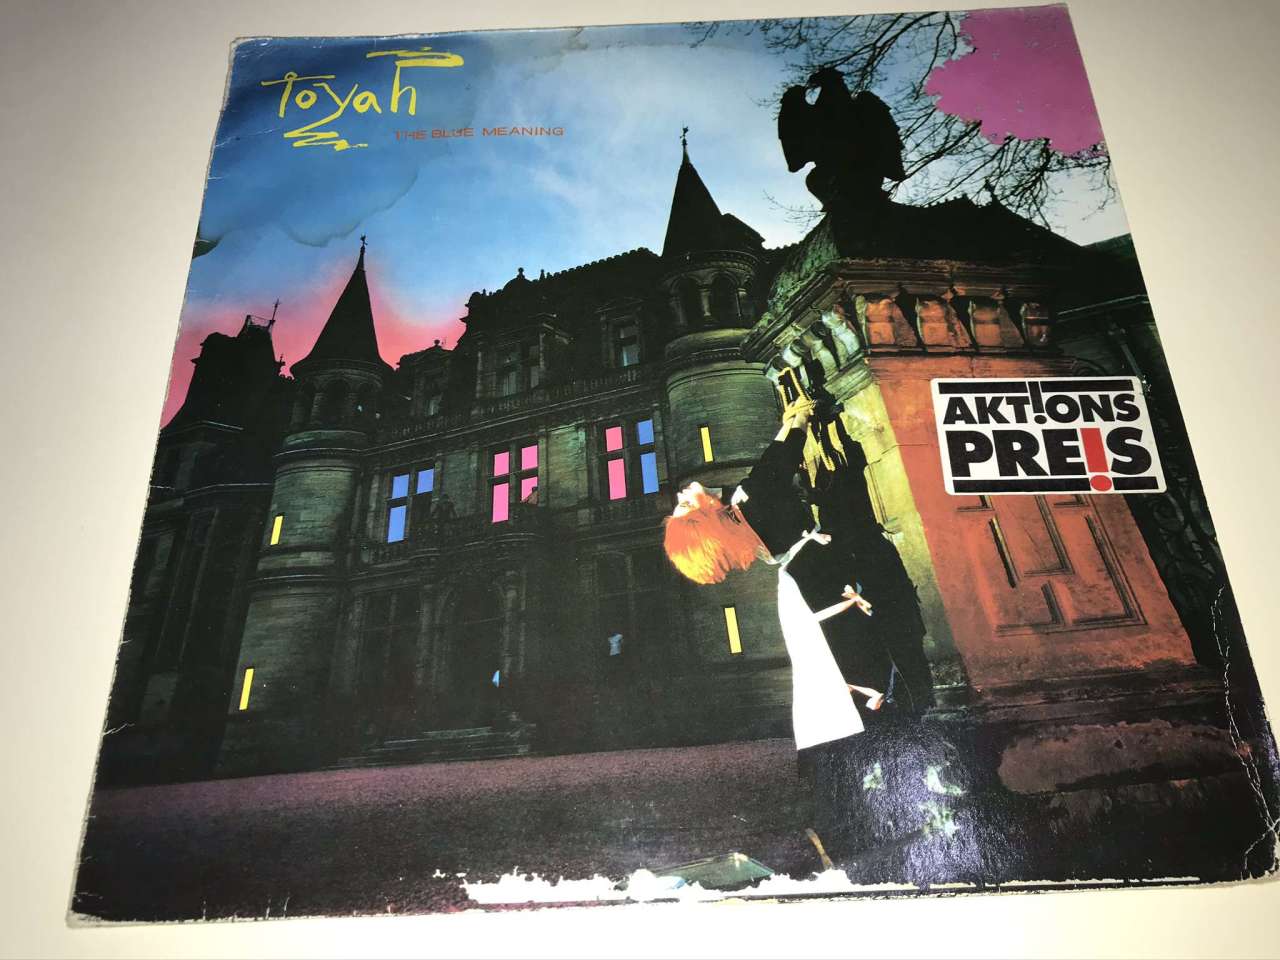 toyah
THE BLUE MEANING
AKT!ONS
PRE!S